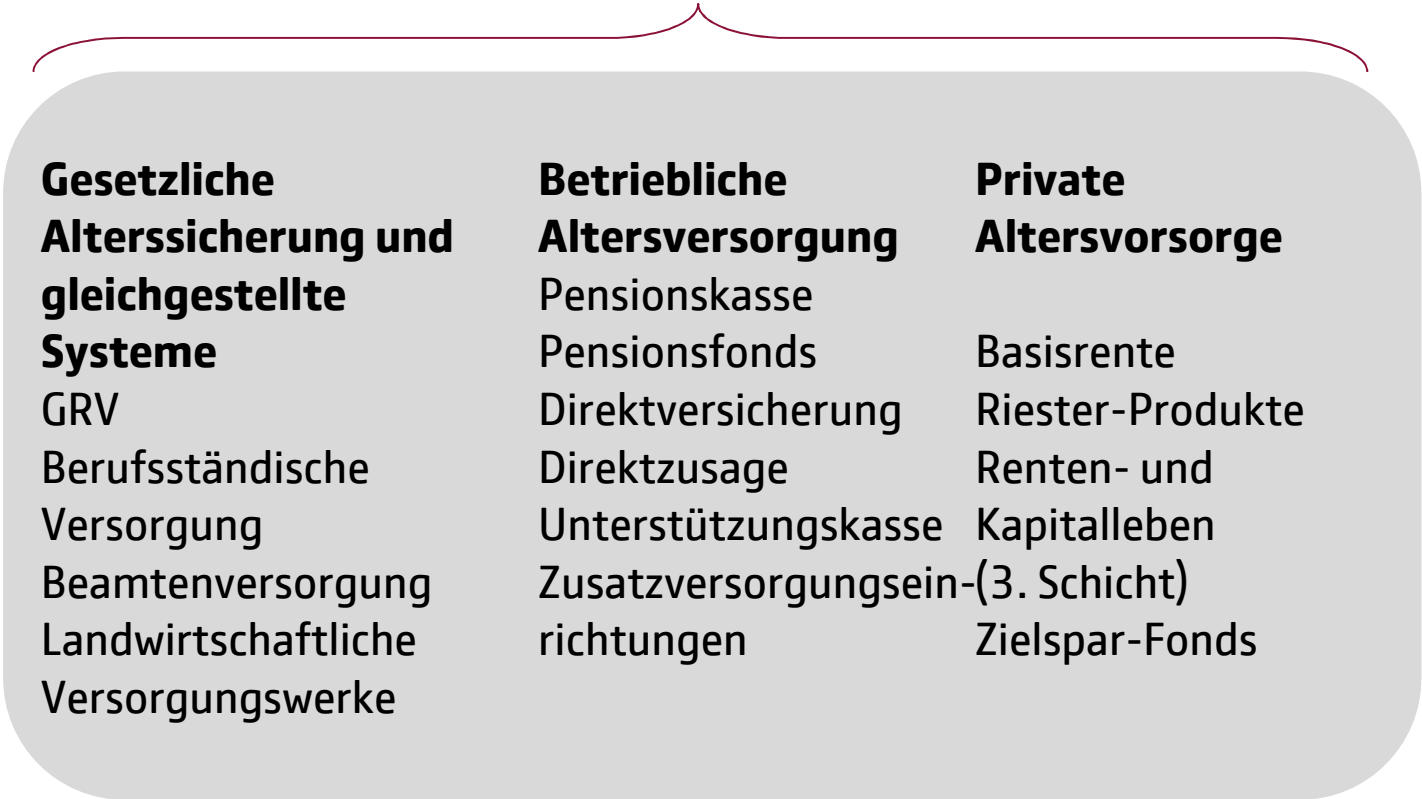 Gesetzliche
Alterssicherung und
gleichgestellte
Systeme
GRV
Berufsständische
Versorgung
Beamtenversorgung
Landwirtschaftliche
Versorgungswerke
Betriebliche
Altersversorgung
Pensionskasse
Pensionsfonds
Direktversicherung
Direktzusage
Unterstützungskasse
Zusatzversorgungsein-
richtungen
Private
Altersvorsorge
Basisrente
Riester-Produkte
Renten- und
Kapitalleben
(3. Schicht)
Zielspar-Fonds